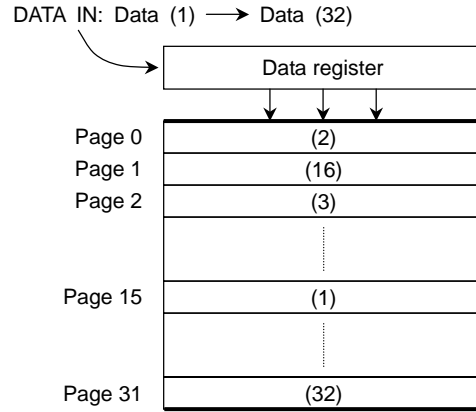 DATA IN: Data (1) → Data (32)
Data register
Page 0 (2)
Page 1 (16)
Page 2 (3)
Page 15 (1)
Page 31 (32)